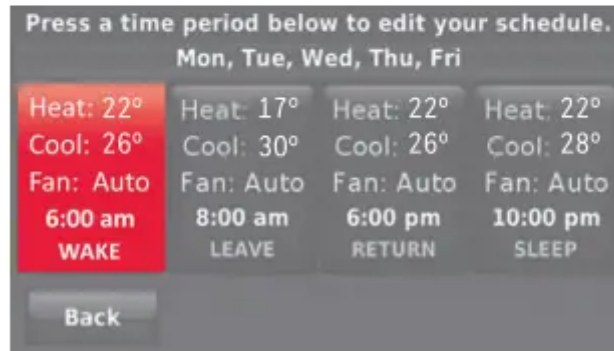 Press a time period below to edit your schedule.
Mon, Tue, Wed, Thu, Fri
Heat: 22° Heat: 17° Heat: 22° Heat: 22°
Cool: 26° Cool: 30° Cool: 26° Cool: 28°
Fan: Auto Fan: Auto Fan: Auto Fan: Auto
6:00 am 8:00 am 6:00 pm 10:00 pm
WAKE LEAVE RETURN SLEEP
Back